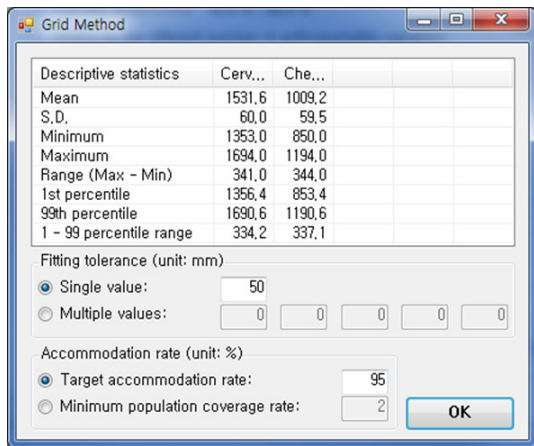 Grid Method
Descriptive statistics Cerv... Che...
Mean 1531.6 1009.2
S.D. 60.0 59.5
Minimum 1353.0 850.0
Maximum 1694.0 1194.0
Range (Max - Min) 341.0 344.0
1st percentile 1356.4 853.4
99th percentile 1690.6 1190.6
1 - 99 percentile range 334.2 337.1
Fitting tolerance (unit: mm)
Single value: 50
Multiple values: 0 0 0 0 0
Accommodation rate (unit: %)
Target accommodation rate: 95
Minimum population coverage rate: 2
OK